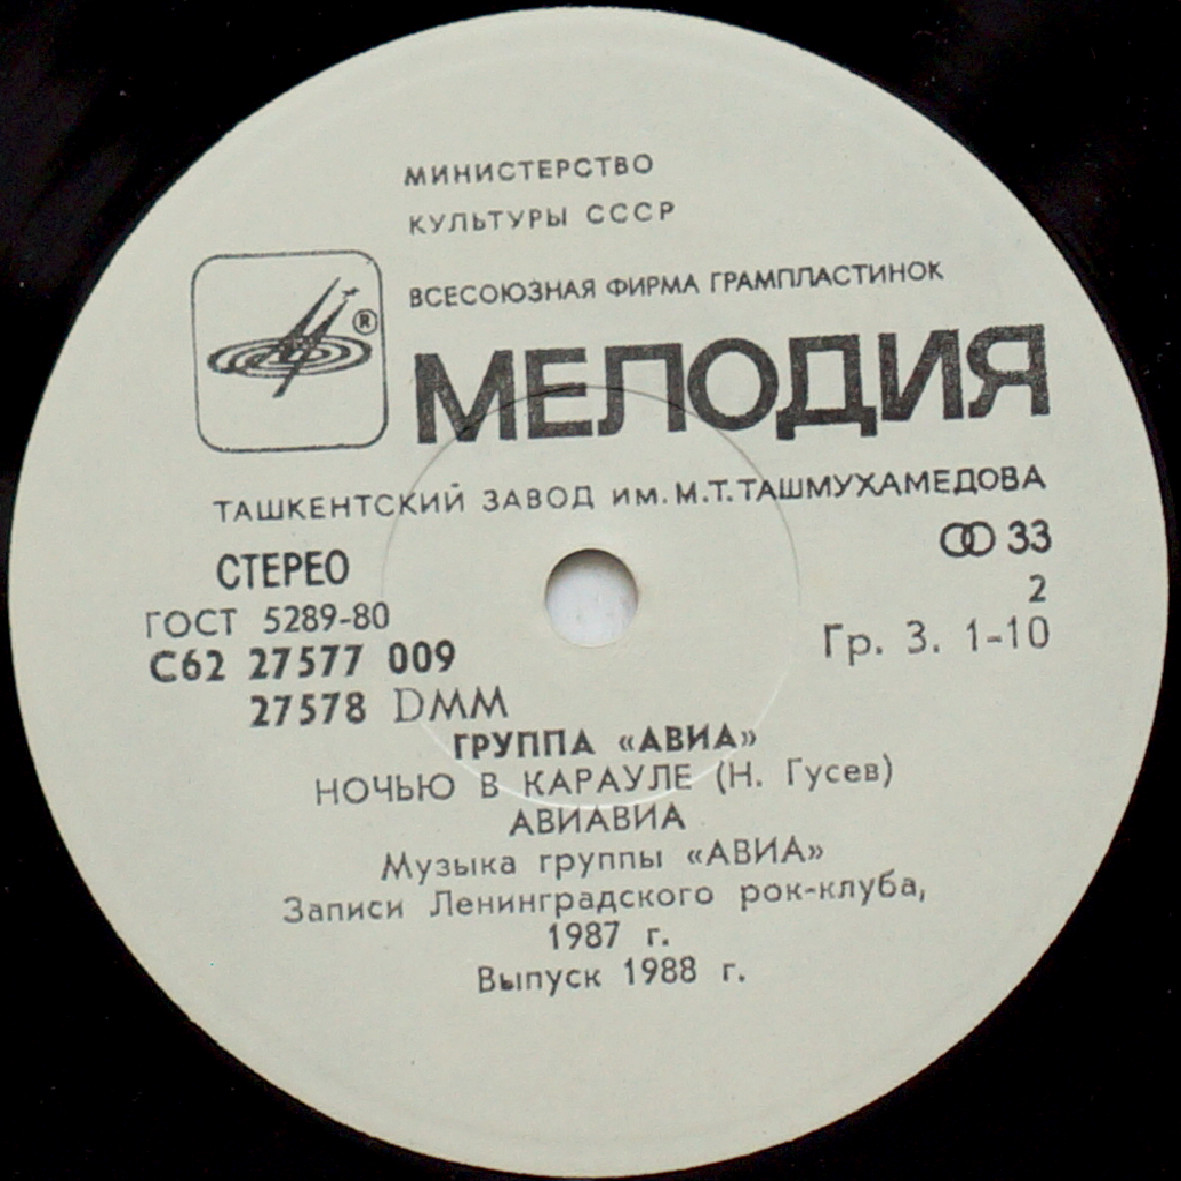 МИНИСТЕРСТВО
КУЛЬТУРЫ СССР
ВСЕСОЮЗНАЯ ФИРМА ГРАМПЛАСТИНОК
®
МЕЛОДИЯ
ТАШКЕНТСКИЙ ЗАВОД ИМ. М.Т. ТАШМУХАМЕДОВА
СТЕРЕО
33
ГОСТ 5289-80
2
С62 27577 009
Гр. 3. 1-10
27578 DMM
ГРУППА «АВИА»
НОЧЬЮ В КАРАУЛЕ (Н. Гусев)
АВИАВИА
Музыка группы «АВИА»
Записи Ленинградского рок-клуба,
1987 г.
Выпуск 1988 г.